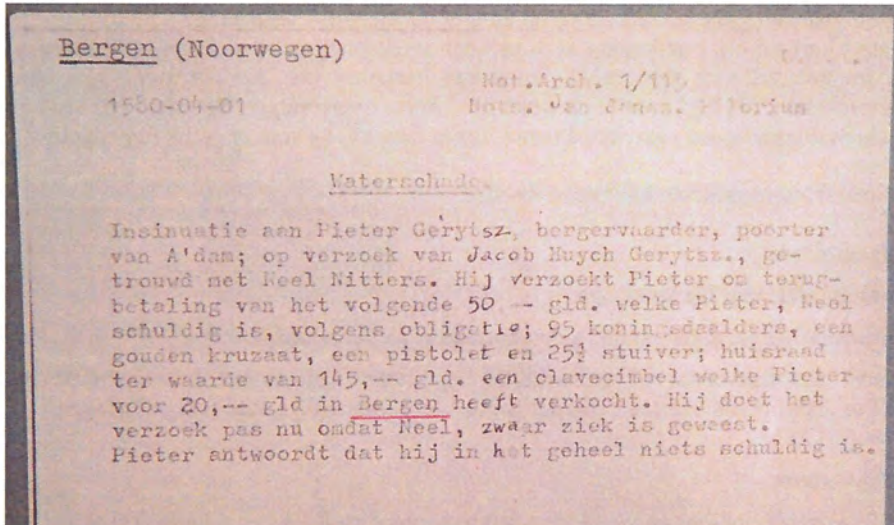 Bergen (Noorwegen)
Not.Arch. 1/115
1580-04-01
Nots. Jan Jansz. Pilorius
Waterschade.
Insinuatie aan Pieter Gerytsz, bergervaarder, poorter
van A'dam; op verzoek van Jacob Huych Gerytsz., ge-
trouwd met Neel Nitters. Hij verzoekt Pieter om terug-
betaling van het volgende 50 -- gld. welke Pieter, Neel
schuldig is, volgens obligatie; 95 koningsdaalders, een
gouden kruzaat, een pistolet en 25½ stuiver; huisraad
ter waarde van 145,-- gld. een clavecimbel welke Pieter
voor 20,-- gld in Bergen heeft verkocht. Hij doet het
verzoek pas nu omdat Neel, zwaar ziek is geweest.
Pieter antwoordt dat hij in het geheel niets schuldig is.